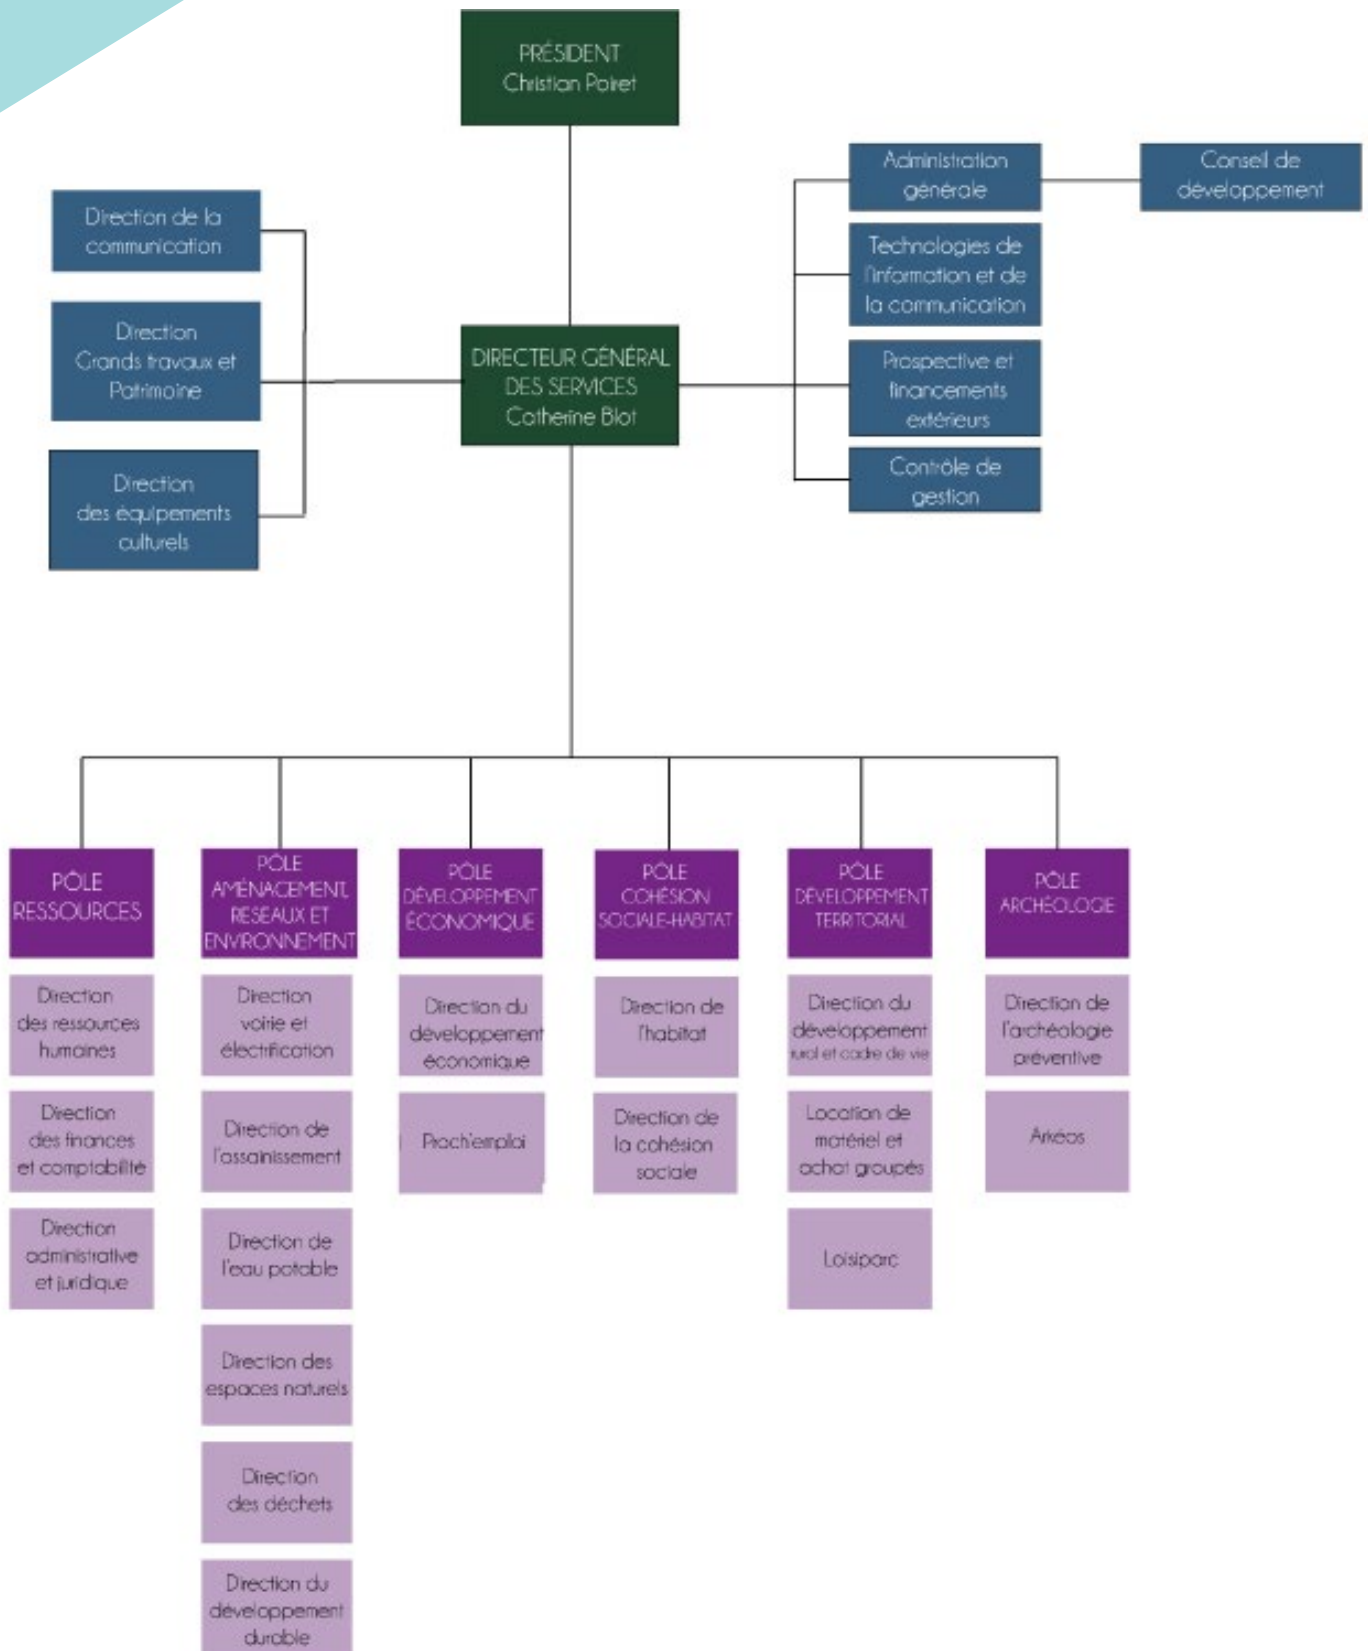 PRÉSIDENT
Christian Poiret
Administration
générale
Conseil de
développement
Direction de la
communication
Technologies de
l'information et de
la communication
Direction
Grands travaux et
Patrimoine
DIRECTEUR GÉNÉRAL
DES SERVICES
Catherine Blot
Prospective et
financements
extérieurs
Direction
des équipements
culturels
Contrôle de
gestion
PÔLE
RESSOURCES
Direction
des ressources
humaines
Direction
des finances
et comptabilité
Direction
administrative
et juridique
PÔLE
AMÉNAGEMENT,
RESEAUX ET
ENVIRONNEMENT
Direction
voirie et
électrification
Direction de
l'assainissement
Direction de
l'eau potable
Direction des
espaces naturels
Direction
des déchets
Direction du
développement
durable
PÔLE
DÉVELOPPEMENT
ÉCONOMIQUE
Direction du
développement
économique
Proch'emploi
PÔLE
COHÉSION
SOCIALE-HABITAT
Direction de
l'habitat
Direction de
la cohésion
sociale
PÔLE
DÉVELOPPEMENT
TERRITORIAL
Direction du
développement
rural et cadre de vie
Location de
matériel et
achat groupés
Loisiparc
PÔLE
ARCHÉOLOGIE
Direction de
l'archéologie
préventive
Arkéos